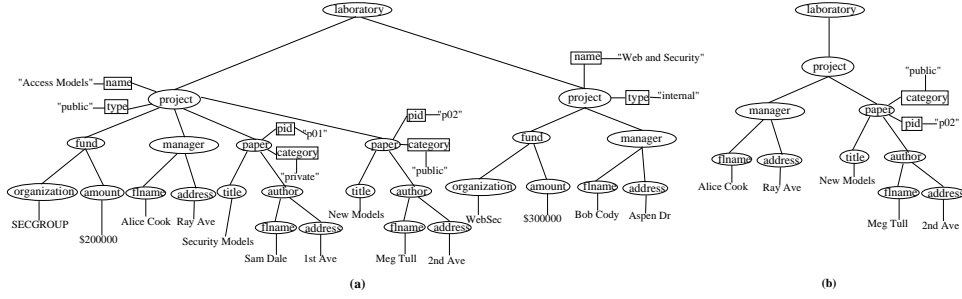 laboratory
name
"Web and Security"
"Access Models"
name
project
"public"
type
project
type
"internal"
pid
"p01"
pid
"p02"
fund
manager
paper
category
"private"
paper
category
"public"
fund
manager
organization
amount
flname
address
title
author
title
author
organization
amount
flname
address
SECGROUP
$200000
Alice Cook
Ray Ave
Security Models
flname
address
New Models
flname
address
WebSec
$300000
Bob Cody
Aspen Dr
Sam Dale
1st Ave
Meg Tull
2nd Ave
(a)
laboratory
project
"public"
category
manager
paper
pid
"p02"
flname
address
title
author
Alice Cook
Ray Ave
New Models
flname
address
Meg Tull
2nd Ave
(b)